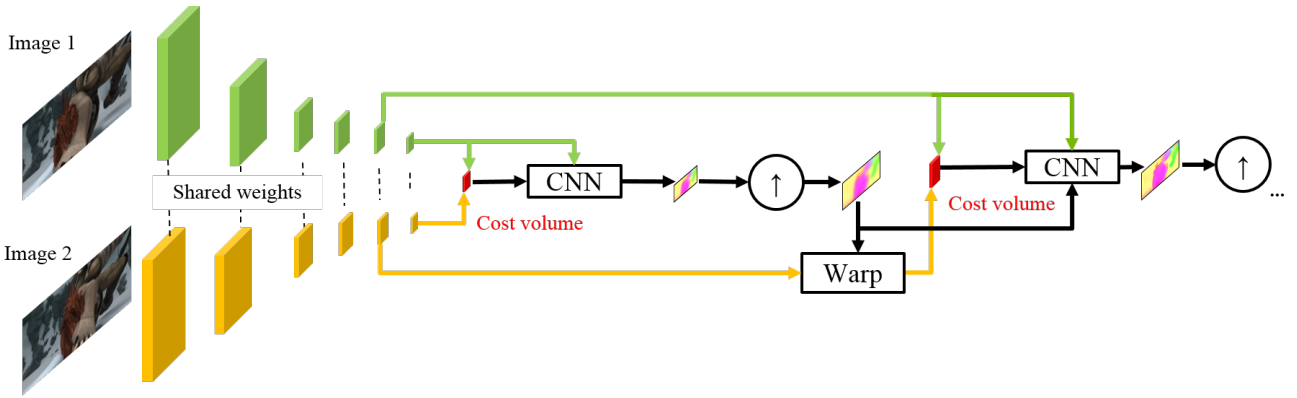 Image 1
Shared weights
Image 2
CNN
↑
Cost volume
Warp
CNN
Cost volume
↑
...